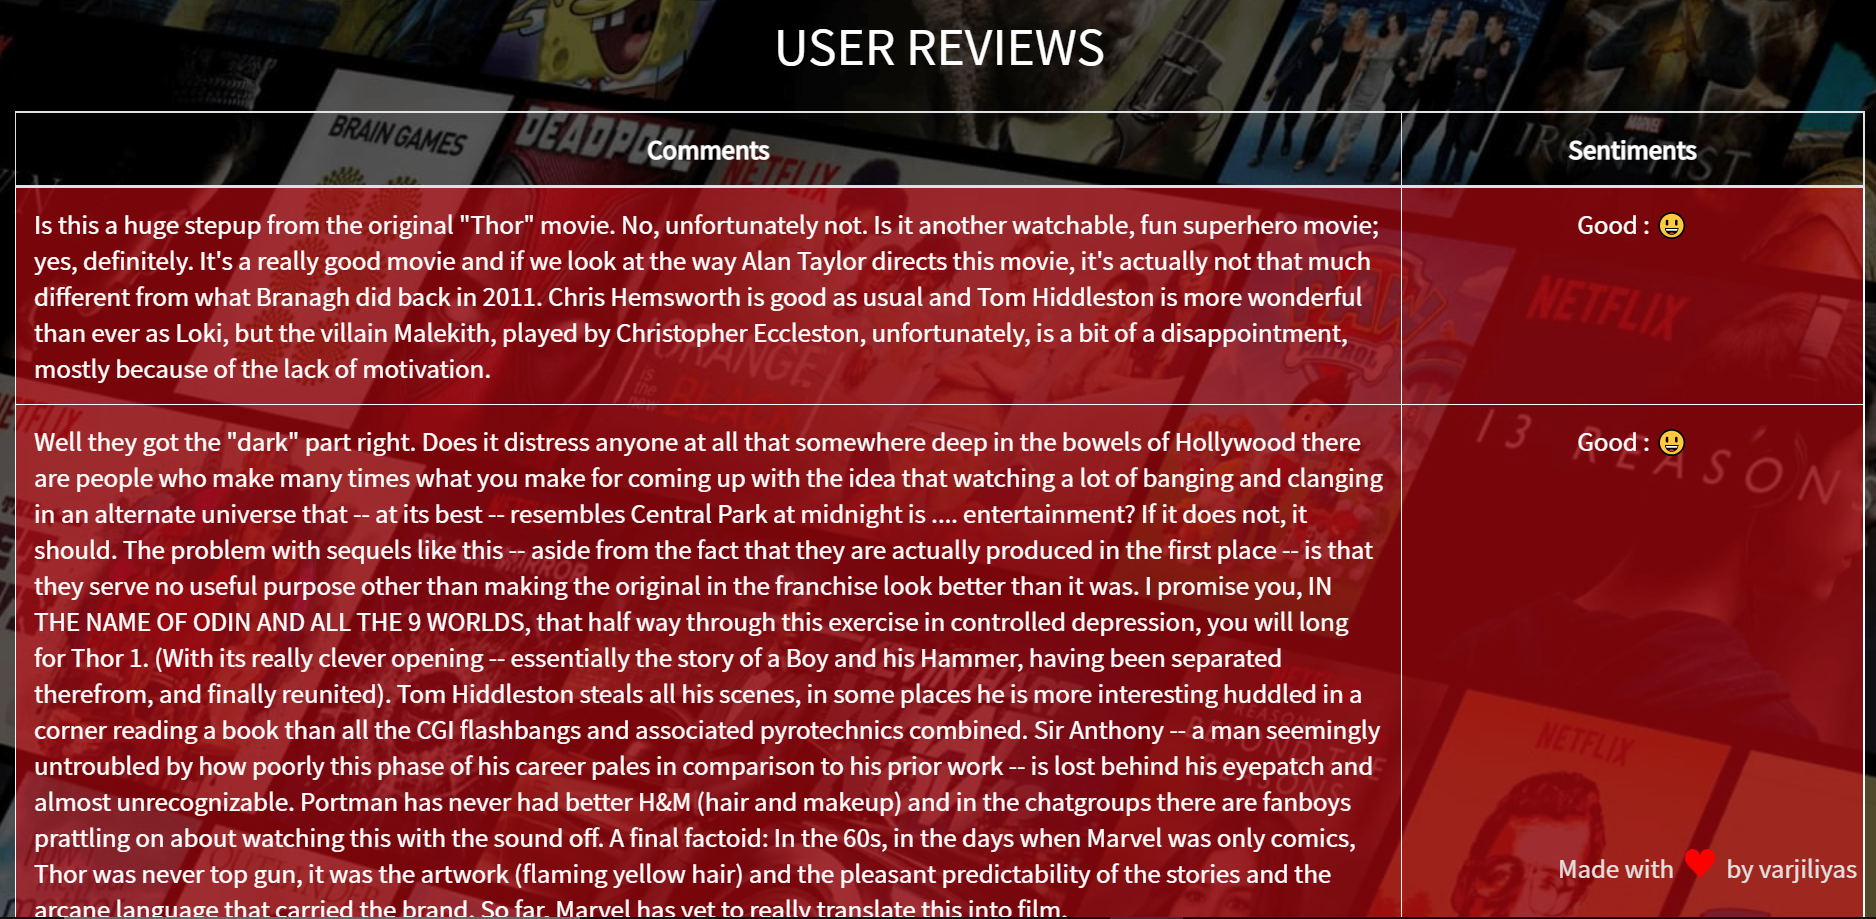 USER REVIEWS
Comments
Sentiments
Is this a huge stepup from the original "Thor" movie. No, unfortunately not. Is it another watchable, fun superhero movie;
yes, definitely. It's a really good movie and if we look at the way Alan Taylor directs this movie, it's actually not that much
different from what Branagh did back in 2011. Chris Hemsworth is good as usual and Tom Hiddleston is more wonderful
than ever as Loki, but the villain Malekith, played by Christopher Eccleston, unfortunately, is a bit of a disappointment,
mostly because of the lack of motivation.
Good : 😃
Well they got the "dark" part right. Does it distress anyone at all that somewhere deep in the bowels of Hollywood there
are people who make many times what you make for coming up with the idea that watching a lot of banging and clanging
in an alternate universe that -- at its best -- resembles Central Park at midnight is .... entertainment? If it does not, it
should. The problem with sequels like this -- aside from the fact that they are actually produced in the first place -- is that
they serve no useful purpose other than making the original in the franchise look better than it was. I promise you, IN
THE NAME OF ODIN AND ALL THE 9 WORLDS, that half way through this exercise in controlled depression, you will long
for Thor 1. (With its really clever opening -- essentially the story of a Boy and his Hammer, having been separated
therefrom, and finally reunited). Tom Hiddleston steals all his scenes, in some places he is more interesting huddled in a
corner reading a book than all the CGI flashbangs and associated pyrotechnics combined. Sir Anthony -- a man seemingly
untroubled by how poorly this phase of his career pales in comparison to his prior work -- is lost behind his eyepatch and
almost unrecognizable. Portman has never had better H&M (hair and makeup) and in the chatgroups there are fanboys
prattling on about watching this with the sound off. A final factoid: In the 60s, in the days when Marvel was only comics,
Thor was never top gun, it was the artwork (flaming yellow hair) and the pleasant predictability of the stories and the
arcane language that carried the brand. So far, Marvel has yet to really translate this into film.
Good : 😃
Made with ♥ by varjiliyas
BRAIN GAMES
DEADPOOL
NETFLIX
MARVEL
IRON FIST
NETFLIX
13 REASONS
NETFLIX
NETFLIX
ORANGE
is
the
new
BLACK
PAW
PATROL